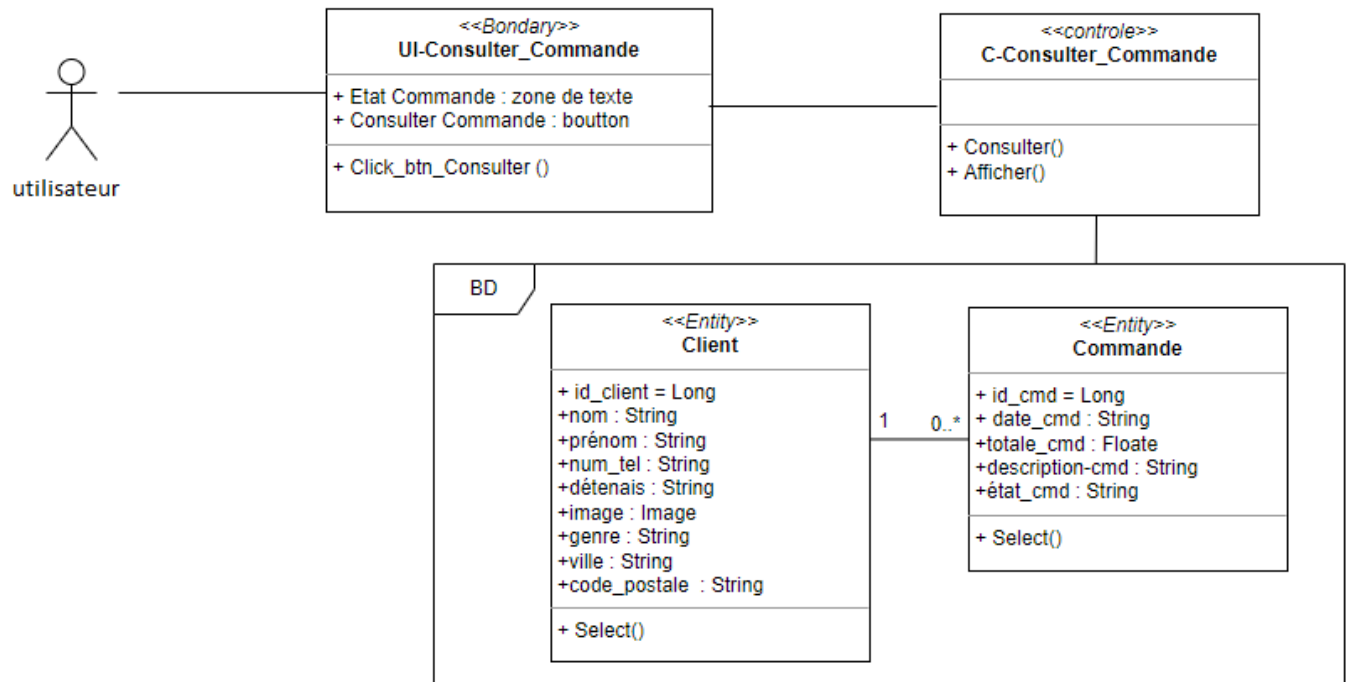 <<Bondary>>
UI-Consulter_Commande
+ Etat Commande : zone de texte
+ Consulter Commande : boutton
+ Click_btn_Consulter ()
utilisateur
<<controle>>
C-Consulter_Commande
+ Consulter()
+ Afficher()
BD
<<Entity>>
Client
+ id_client = Long
+nom : String
+prénom : String
+num_tel : String
+détenais : String
+image : Image
+genre : String
+ville : String
+code_postale : String
+ Select()
1
0..*
<<Entity>>
Commande
+ id_cmd = Long
+ date_cmd : String
+totale_cmd : Floate
+description-cmd : String
+état_cmd : String
+ Select()